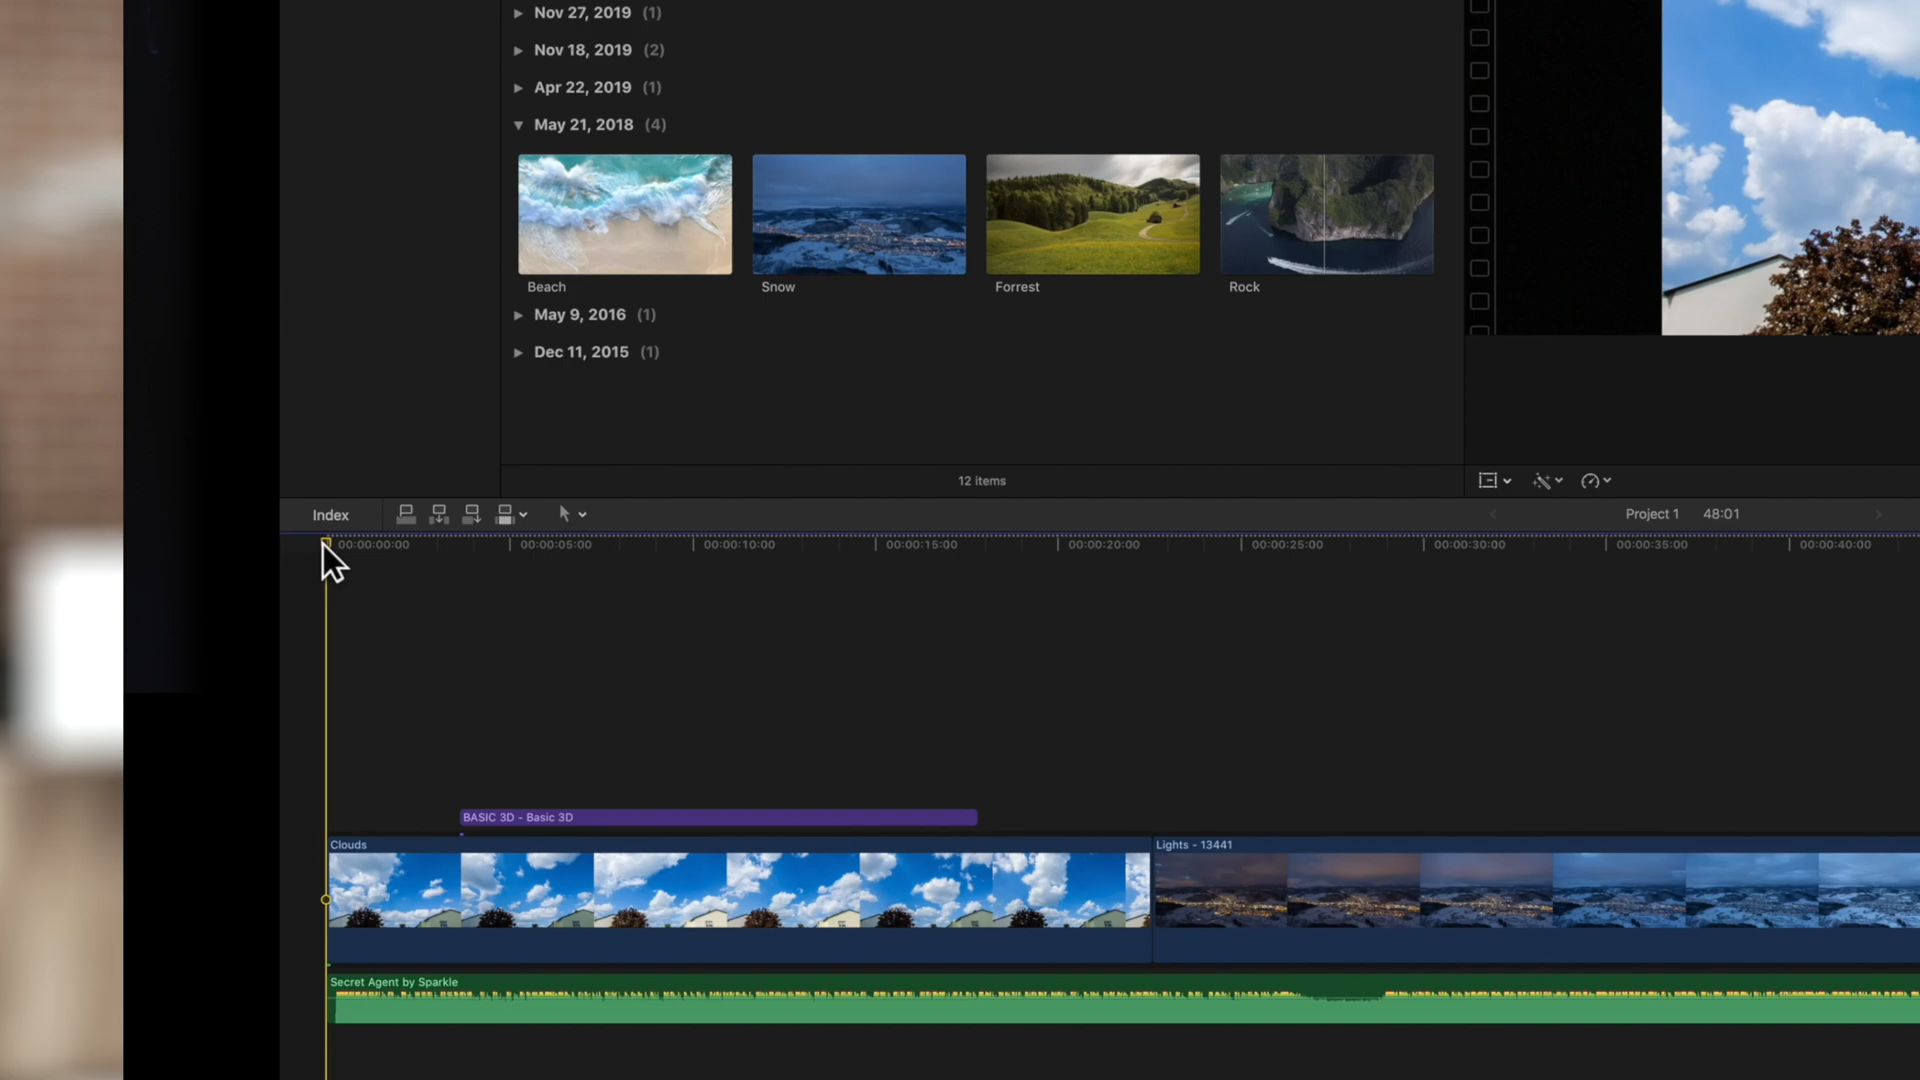 Nov 27, 2019 (1)
Nov 18, 2019 (2)
Apr 22, 2019 (1)
May 21, 2018 (4)
Beach
Snow
Forrest
Rock
May 9, 2016 (1)
Dec 11, 2015 (1)
12 items
Index
Project 1 48:01
00:00:00:00 00:00:05:00 00:00:10:00 00:00:15:00 00:00:20:00 00:00:25:00 00:00:30:00 00:00:35:00 00:00:40:00
BASIC 3D - Basic 3D
Clouds
Lights - 13441
Secret Agent by Sparkle